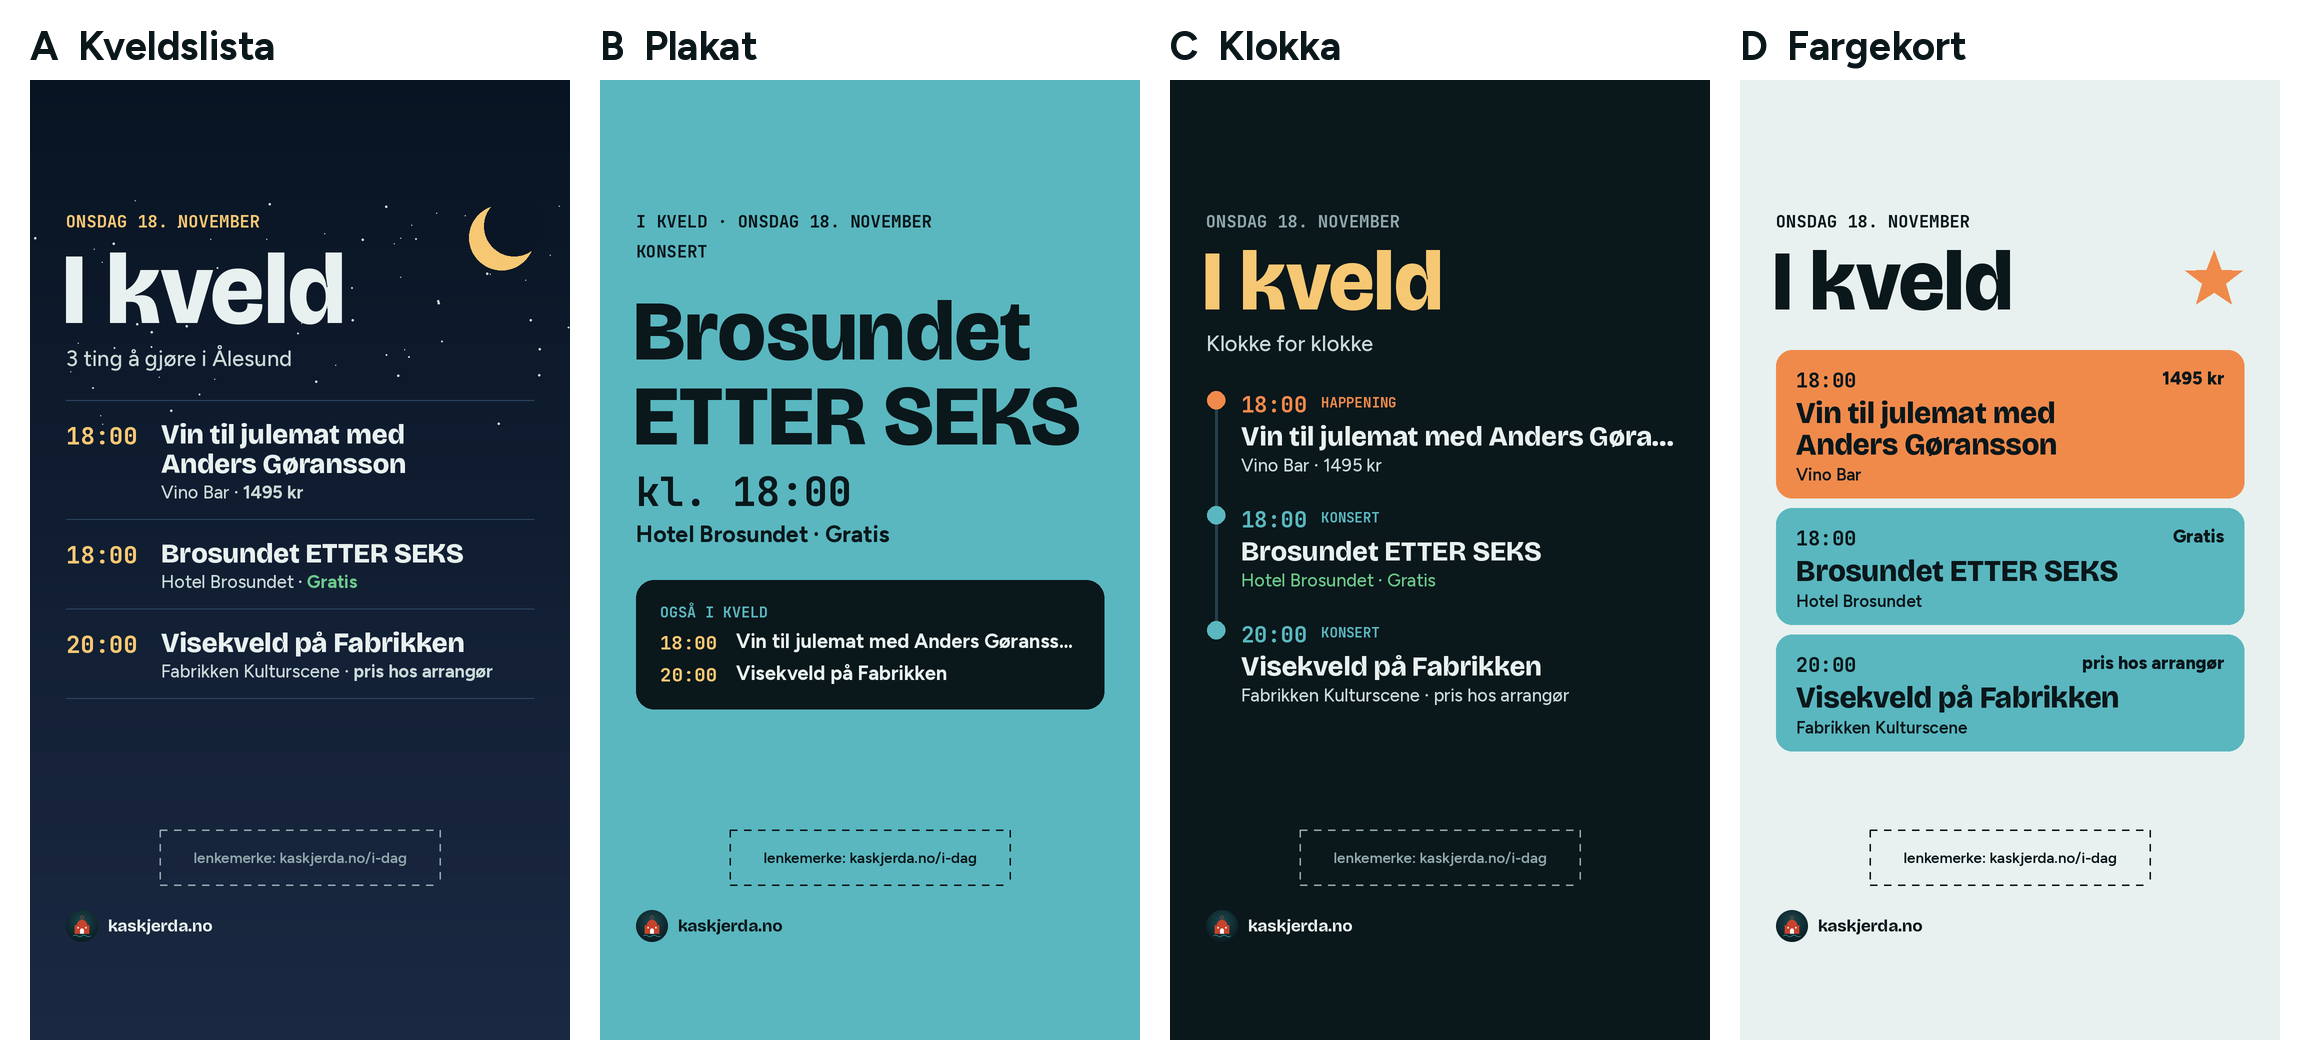 A Kveldslista
ONSDAG 18. NOVEMBER
I kveld
3 ting å gjøre i Ålesund
18:00 Vin til julemat med
Anders Gøransson
Vino Bar · 1495 kr
18:00 Brosundet ETTER SEKS
Hotel Brosundet · Gratis
20:00 Visekveld på Fabrikken
Fabrikken Kulturscene · pris hos arrangør
lenkemerke: kaskjerda.no/i-dag
kaskjerda.no
B Plakat
I KVELD · ONSDAG 18. NOVEMBER
KONSERT
Brosundet
ETTER SEKS
kl. 18:00
Hotel Brosundet · Gratis
OGSÅ I KVELD
18:00 Vin til julemat med Anders Gøranss...
20:00 Visekveld på Fabrikken
lenkemerke: kaskjerda.no/i-dag
kaskjerda.no
C Klokka
ONSDAG 18. NOVEMBER
I kveld
Klokke for klokke
18:00 HAPPENING
Vin til julemat med Anders Gøra...
Vino Bar · 1495 kr
18:00 KONSERT
Brosundet ETTER SEKS
Hotel Brosundet · Gratis
20:00 KONSERT
Visekveld på Fabrikken
Fabrikken Kulturscene · pris hos arrangør
lenkemerke: kaskjerda.no/i-dag
kaskjerda.no
D Fargekort
ONSDAG 18. NOVEMBER
I kveld
18:00 1495 kr
Vin til julemat med
Anders Gøransson
Vino Bar
18:00 Gratis
Brosundet ETTER SEKS
Hotel Brosundet
20:00 pris hos arrangør
Visekveld på Fabrikken
Fabrikken Kulturscene
lenkemerke: kaskjerda.no/i-dag
kaskjerda.no